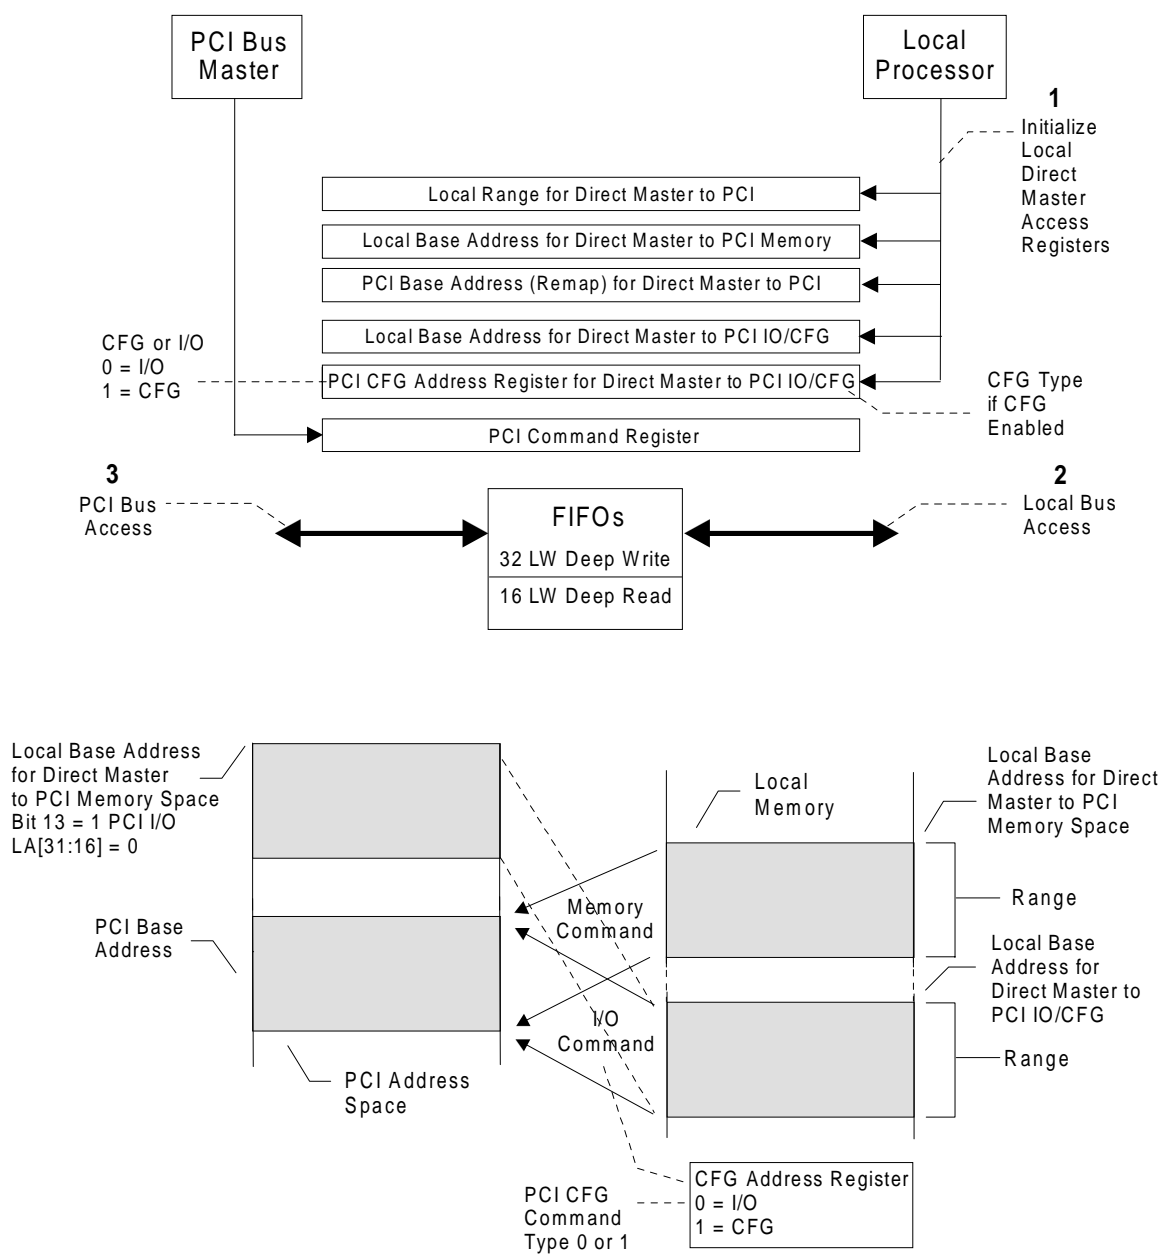 PCI Bus
Master
Local
Processor
1
Initialize
Local
Direct
Master
Access
Registers
Local Range for Direct Master to PCI
Local Base Address for Direct Master to PCI Memory
PCI Base Address (Remap) for Direct Master to PCI
Local Base Address for Direct Master to PCI IO/CFG
CFG or I/O
0 = I/O
1 = CFG
PCI CFG Address Register for Direct Master to PCI IO/CFG
CFG Type
if CFG
Enabled
PCI Command Register
3
PCI Bus
Access
FIFOs
32 LW Deep Write
16 LW Deep Read
2
Local Bus
Access
Local Base Address
for Direct Master
to PCI Memory Space
Bit 13 = 1 PCI I/O
LA[31:16] = 0
Local
Memory
Local Base
Address for Direct
Master to PCI
Memory Space
Range
PCI Base
Address
Memory
Command
Local Base
Address for
Direct Master to
PCI IO/CFG
I/O
Command
Range
PCI Address
Space
PCI CFG
Command
Type 0 or 1
CFG Address Register
0 = I/O
1 = CFG